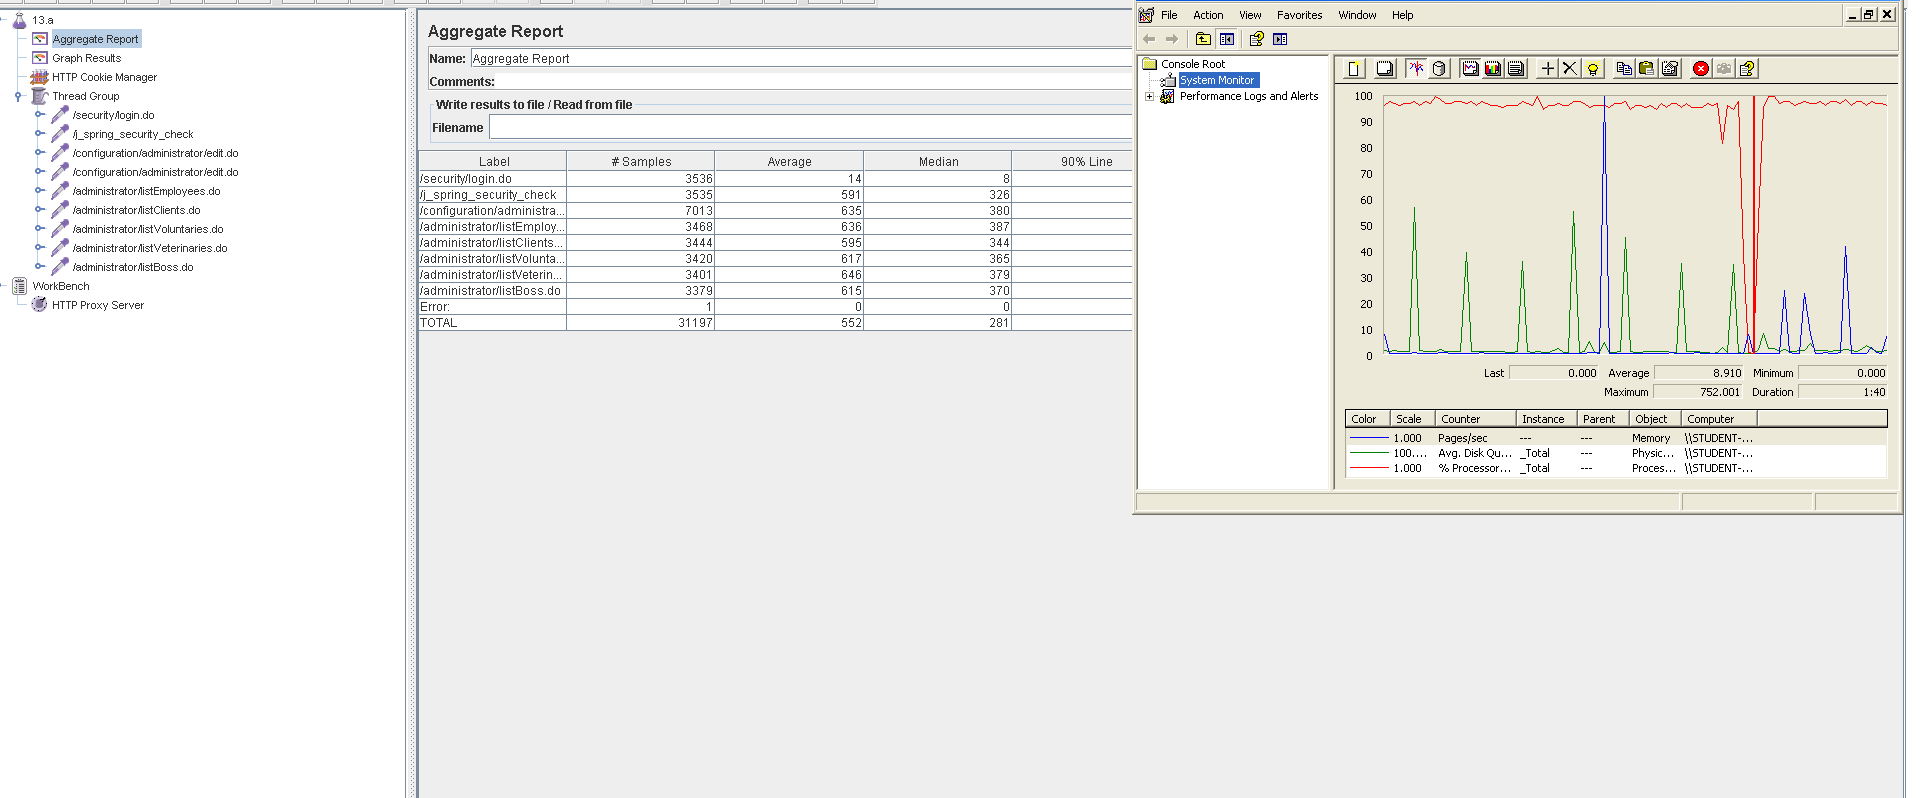 13.a
Aggregate Report
Graph Results
HTTP Cookie Manager
Thread Group
/security/login.do
/j_spring_security_check
/configuration/administrator/edit.do
/configuration/administrator/edit.do
/administrator/listEmployees.do
/administrator/listClients.do
/administrator/listVoluntaries.do
/administrator/listVeterinaries.do
/administrator/listBoss.do
WorkBench
HTTP Proxy Server
Aggregate Report
Name: Aggregate Report
Comments:
Write results to file / Read from file
Filename
Label # Samples Average Median 90% Line
/security/login.do 3536 14 8
/j_spring_security_check 3535 591 326
/configuration/administra... 7013 635 380
/administrator/listEmploy... 3468 636 387
/administrator/listClients... 3444 595 344
/administrator/listVolunta... 3420 617 365
/administrator/listVeterin... 3401 646 379
/administrator/listBoss.do 3379 615 370
Error: 1 0 0
TOTAL 31197 552 281
File Action View Favorites Window Help
Console Root
System Monitor
Performance Logs and Alerts
100
90
80
70
60
50
40
30
20
10
0
Last 0.000 Average 8.910 Minimum 0.000
Maximum 752.001 Duration 1:40
Color Scale Counter Instance Parent Object Computer
1.000 Pages/sec --- --- Memory \\STUDENT-...
100.... Avg. Disk Qu... _Total --- Physic... \\STUDENT-...
1.000 % Processor... _Total --- Proces... \\STUDENT-...